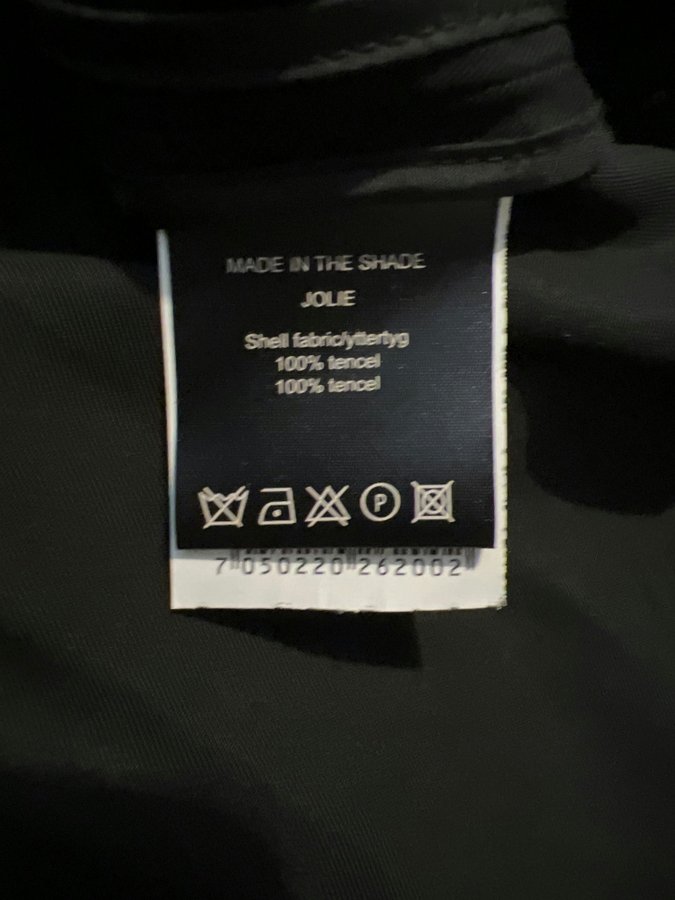 MADE IN THE SHADE
JOLIE
Shell fabric/yttertyg
100% tencel
100% tencel
P
7 050220 262002